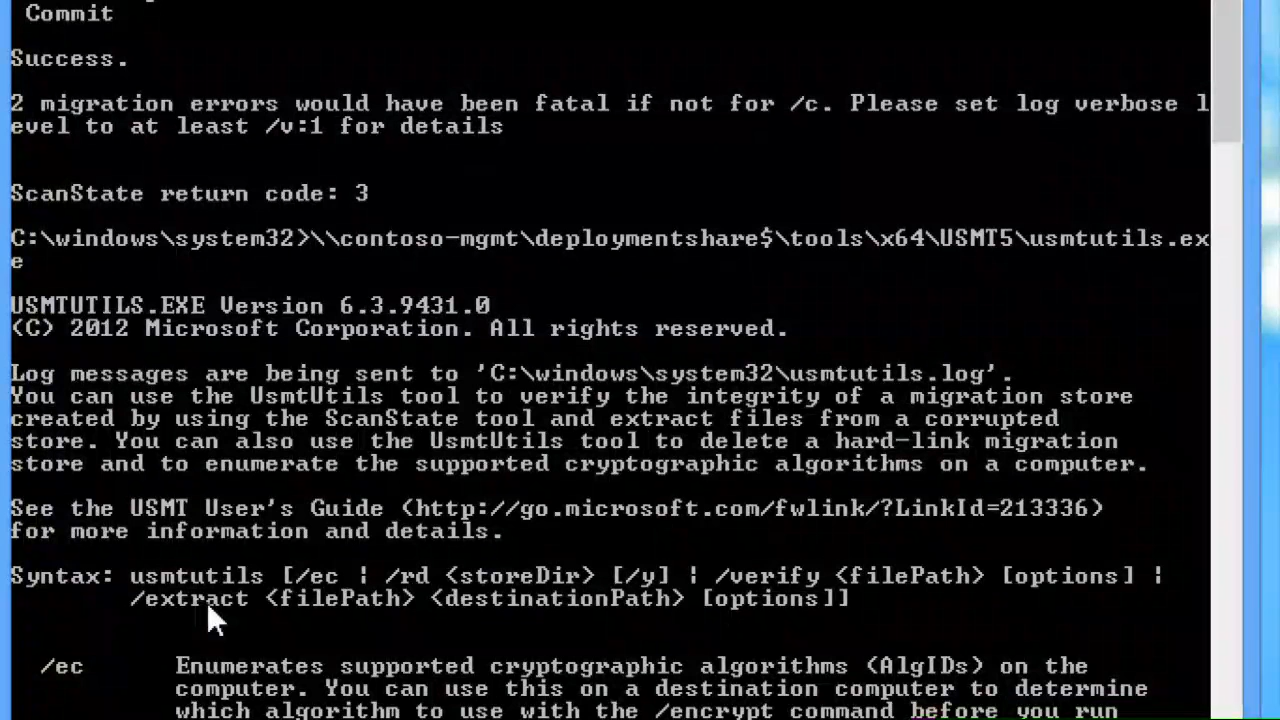 Commit
Success.
2 migration errors would have been fatal if not for /c. Please set log verbose l
evel to at least /v:1 for details
ScanState return code: 3
C:\windows\system32>\\contoso-mgmt\deploymentshare$\tools\x64\USMT5\usmtutils.ex
e
USMTUTILS.EXE Version 6.3.9431.0
(C) 2012 Microsoft Corporation. All rights reserved.
Log messages are being sent to 'C:\windows\system32\usmtutils.log'.
You can use the UsmtUtils tool to verify the integrity of a migration store
created by using the ScanState tool and extract files from a corrupted
store. You can also use the UsmtUtils tool to delete a hard-link migration
store and to enumerate the supported cryptographic algorithms on a computer.
See the USMT User's Guide (http://go.microsoft.com/fwlink/?LinkId=213336)
for more information and details.
Syntax: usmtutils [/ec | /rd <storeDir> [/y] | /verify <filePath> [options] |
/extract <filePath> <destinationPath> [options]]
/ec Enumerates supported cryptographic algorithms (AlgIDs) on the
computer. You can use this on a destination computer to determine
which algorithm to use with the /encrypt command before you run